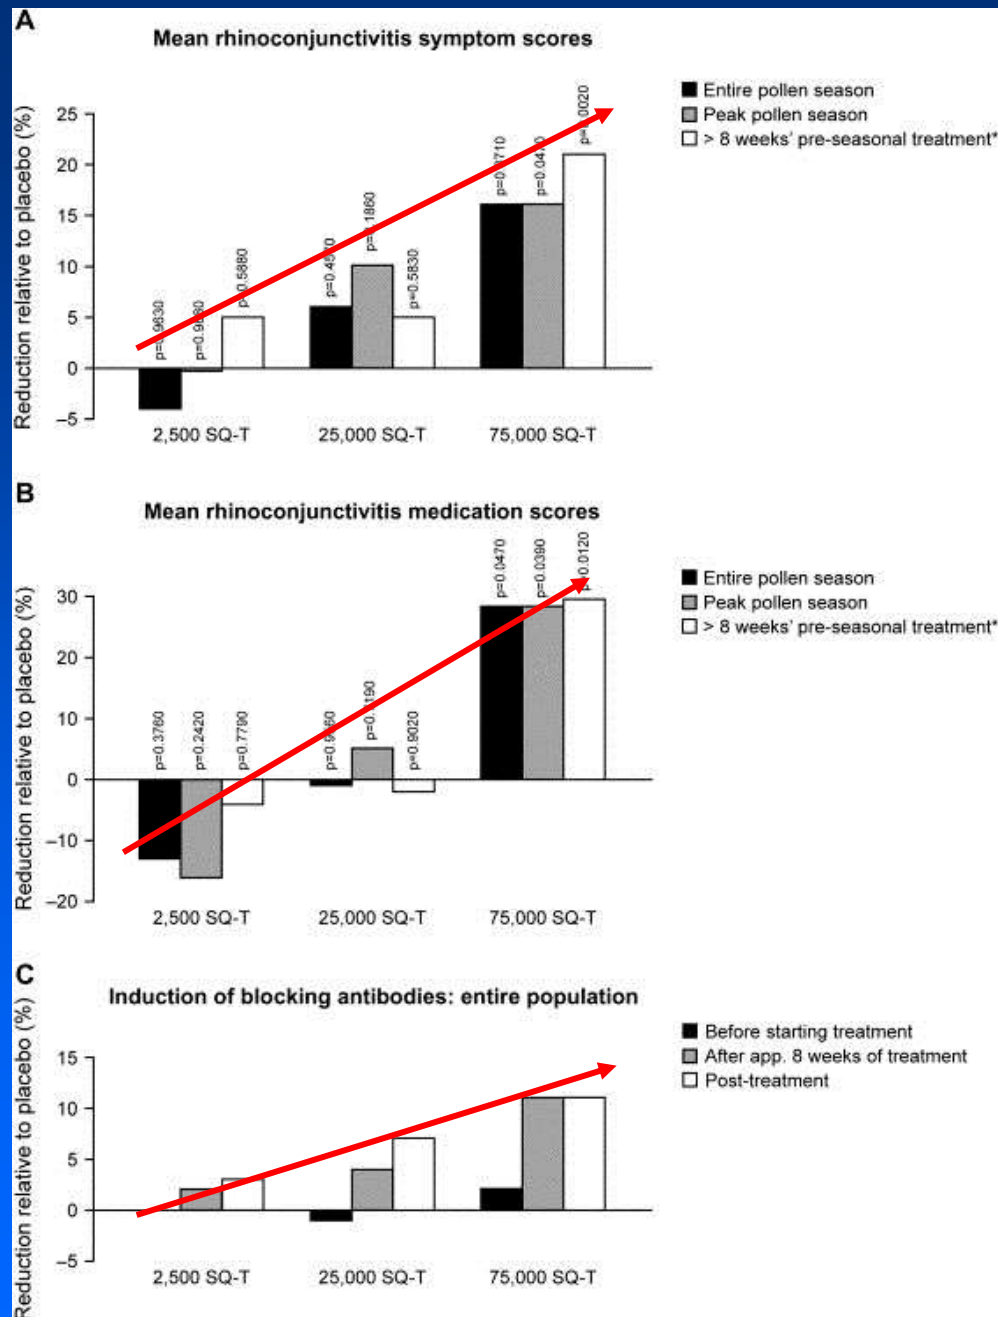 A
Mean rhinoconjunctivitis symptom scores
Reduction relative to placebo (%)
25
20
15
10
5
0
–5
p=0.5880
p=0.5830
2,500 SQ-T
25,000 SQ-T
75,000 SQ-T
Entire pollen season
Peak pollen season
> 8 weeks' pre-seasonal treatment*
B
Mean rhinoconjunctivitis medication scores
Reduction relative to placebo (%)
30
20
10
0
–10
–20
p=0.3760
p=0.2420
p=0.7790
p=0.9020
p=0.0470
p=0.0390
p=0.0120
2,500 SQ-T
25,000 SQ-T
75,000 SQ-T
Entire pollen season
Peak pollen season
> 8 weeks' pre-seasonal treatment*
C
Induction of blocking antibodies: entire population
Reduction relative to placebo (%)
15
10
5
0
–5
2,500 SQ-T
25,000 SQ-T
75,000 SQ-T
Before starting treatment
After app. 8 weeks of treatment
Post-treatment